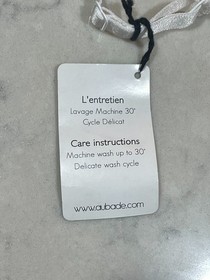 L'entretien
Lavage Machine 30°
Cycle Délicat
Care instructions
Machine wash up to 30°
Delicate wash cycle
www.aubade.com